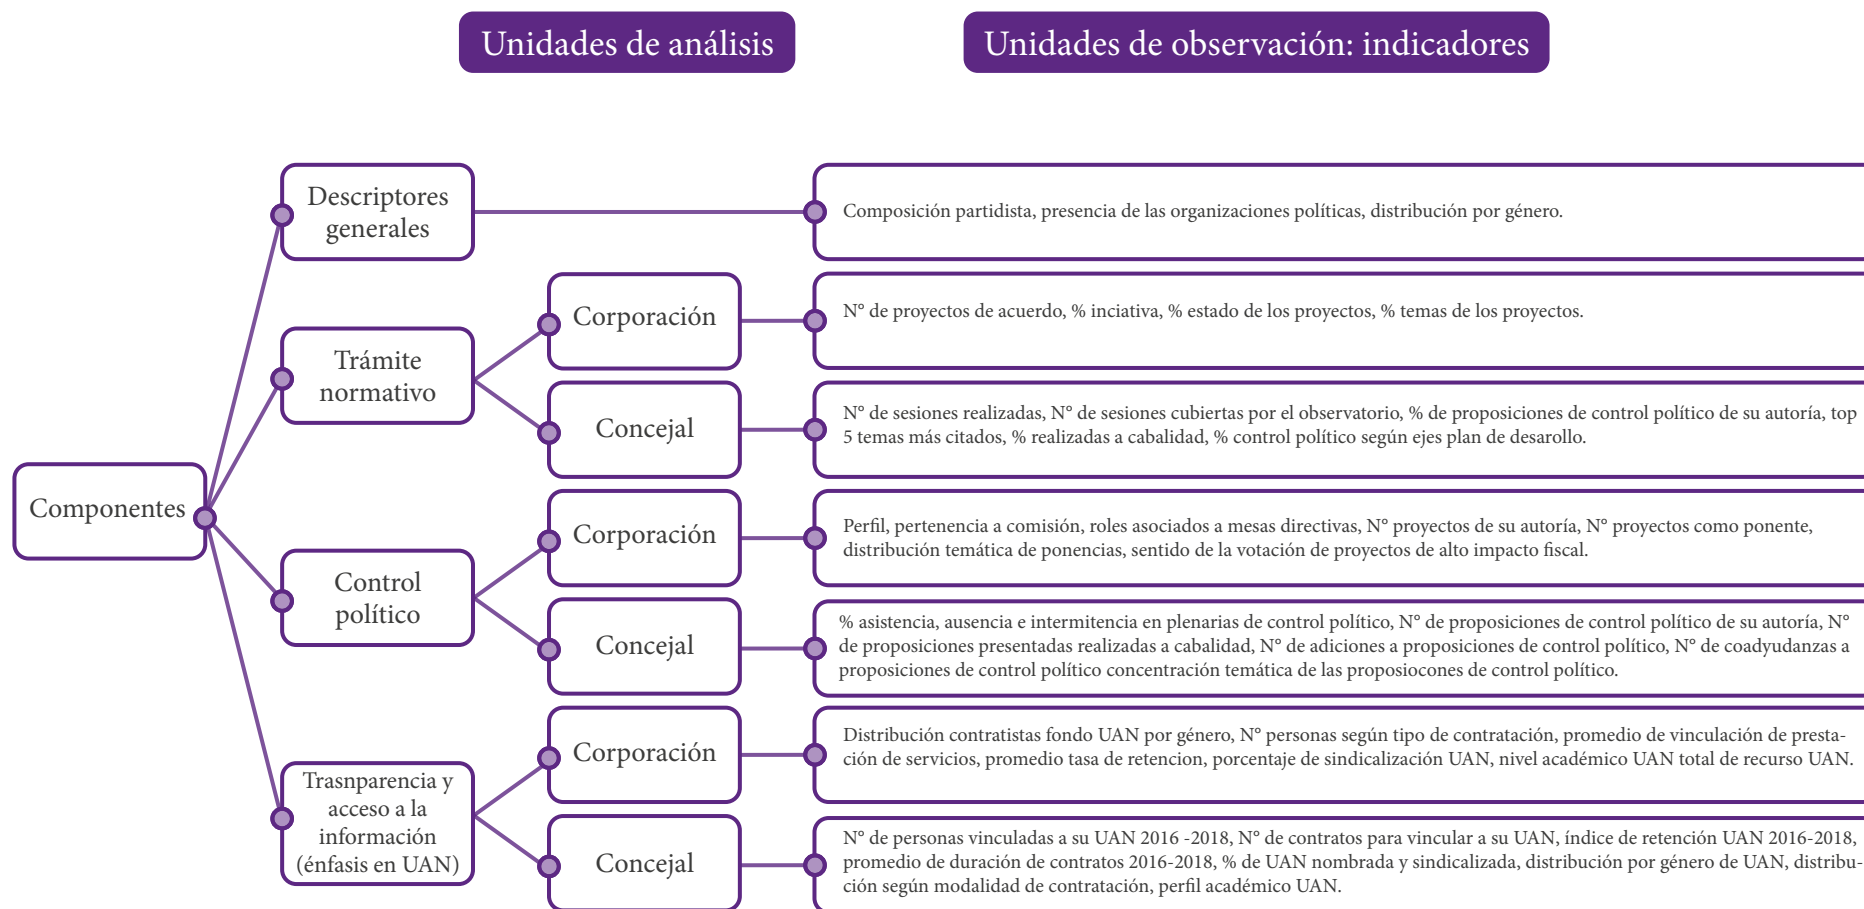 Unidades de análisis
Unidades de observación: indicadores
Componentes
Descriptores
generales
Composición partidista, presencia de las organizaciones políticas, distribución por género.
Trámite
normativo
Corporación
N° de proyectos de acuerdo, % inciativa, % estado de los proyectos, % temas de los proyectos.
Concejal
N° de sesiones realizadas, N° de sesiones cubiertas por el observatorio, % de proposiciones de control político de su autoría, top
5 temas más citados, % realizadas a cabalidad, % control político según ejes plan de desarollo.
Control
político
Corporación
Perfil, pertenencia a comisión, roles asociados a mesas directivas, N° proyectos de su autoría, N° proyectos como ponente,
distribución temática de ponencias, sentido de la votación de proyectos de alto impacto fiscal.
Concejal
% asistencia, ausencia e intermitencia en plenarias de control político, N° de proposiciones de control político de su autoría, N°
de proposiciones presentadas realizadas a cabalidad, N° de adiciones a proposiciones de control político, N° de coadyudanzas a
proposiciones de control político concentración temática de las proposiocones de control político.
Trasnparencia y
acceso a la
información
(énfasis en UAN)
Corporación
Distribución contratistas fondo UAN por género, N° personas según tipo de contratación, promedio de vinculación de presta-
ción de servicios, promedio tasa de retencion, porcentaje de sindicalización UAN, nivel académico UAN total de recurso UAN.
Concejal
N° de personas vinculadas a su UAN 2016 -2018, N° de contratos para vincular a su UAN, índice de retención UAN 2016-2018,
promedio de duración de contratos 2016-2018, % de UAN nombrada y sindicalizada, distribución por género de UAN, distribu-
ción según modalidad de contratación, perfil académico UAN.